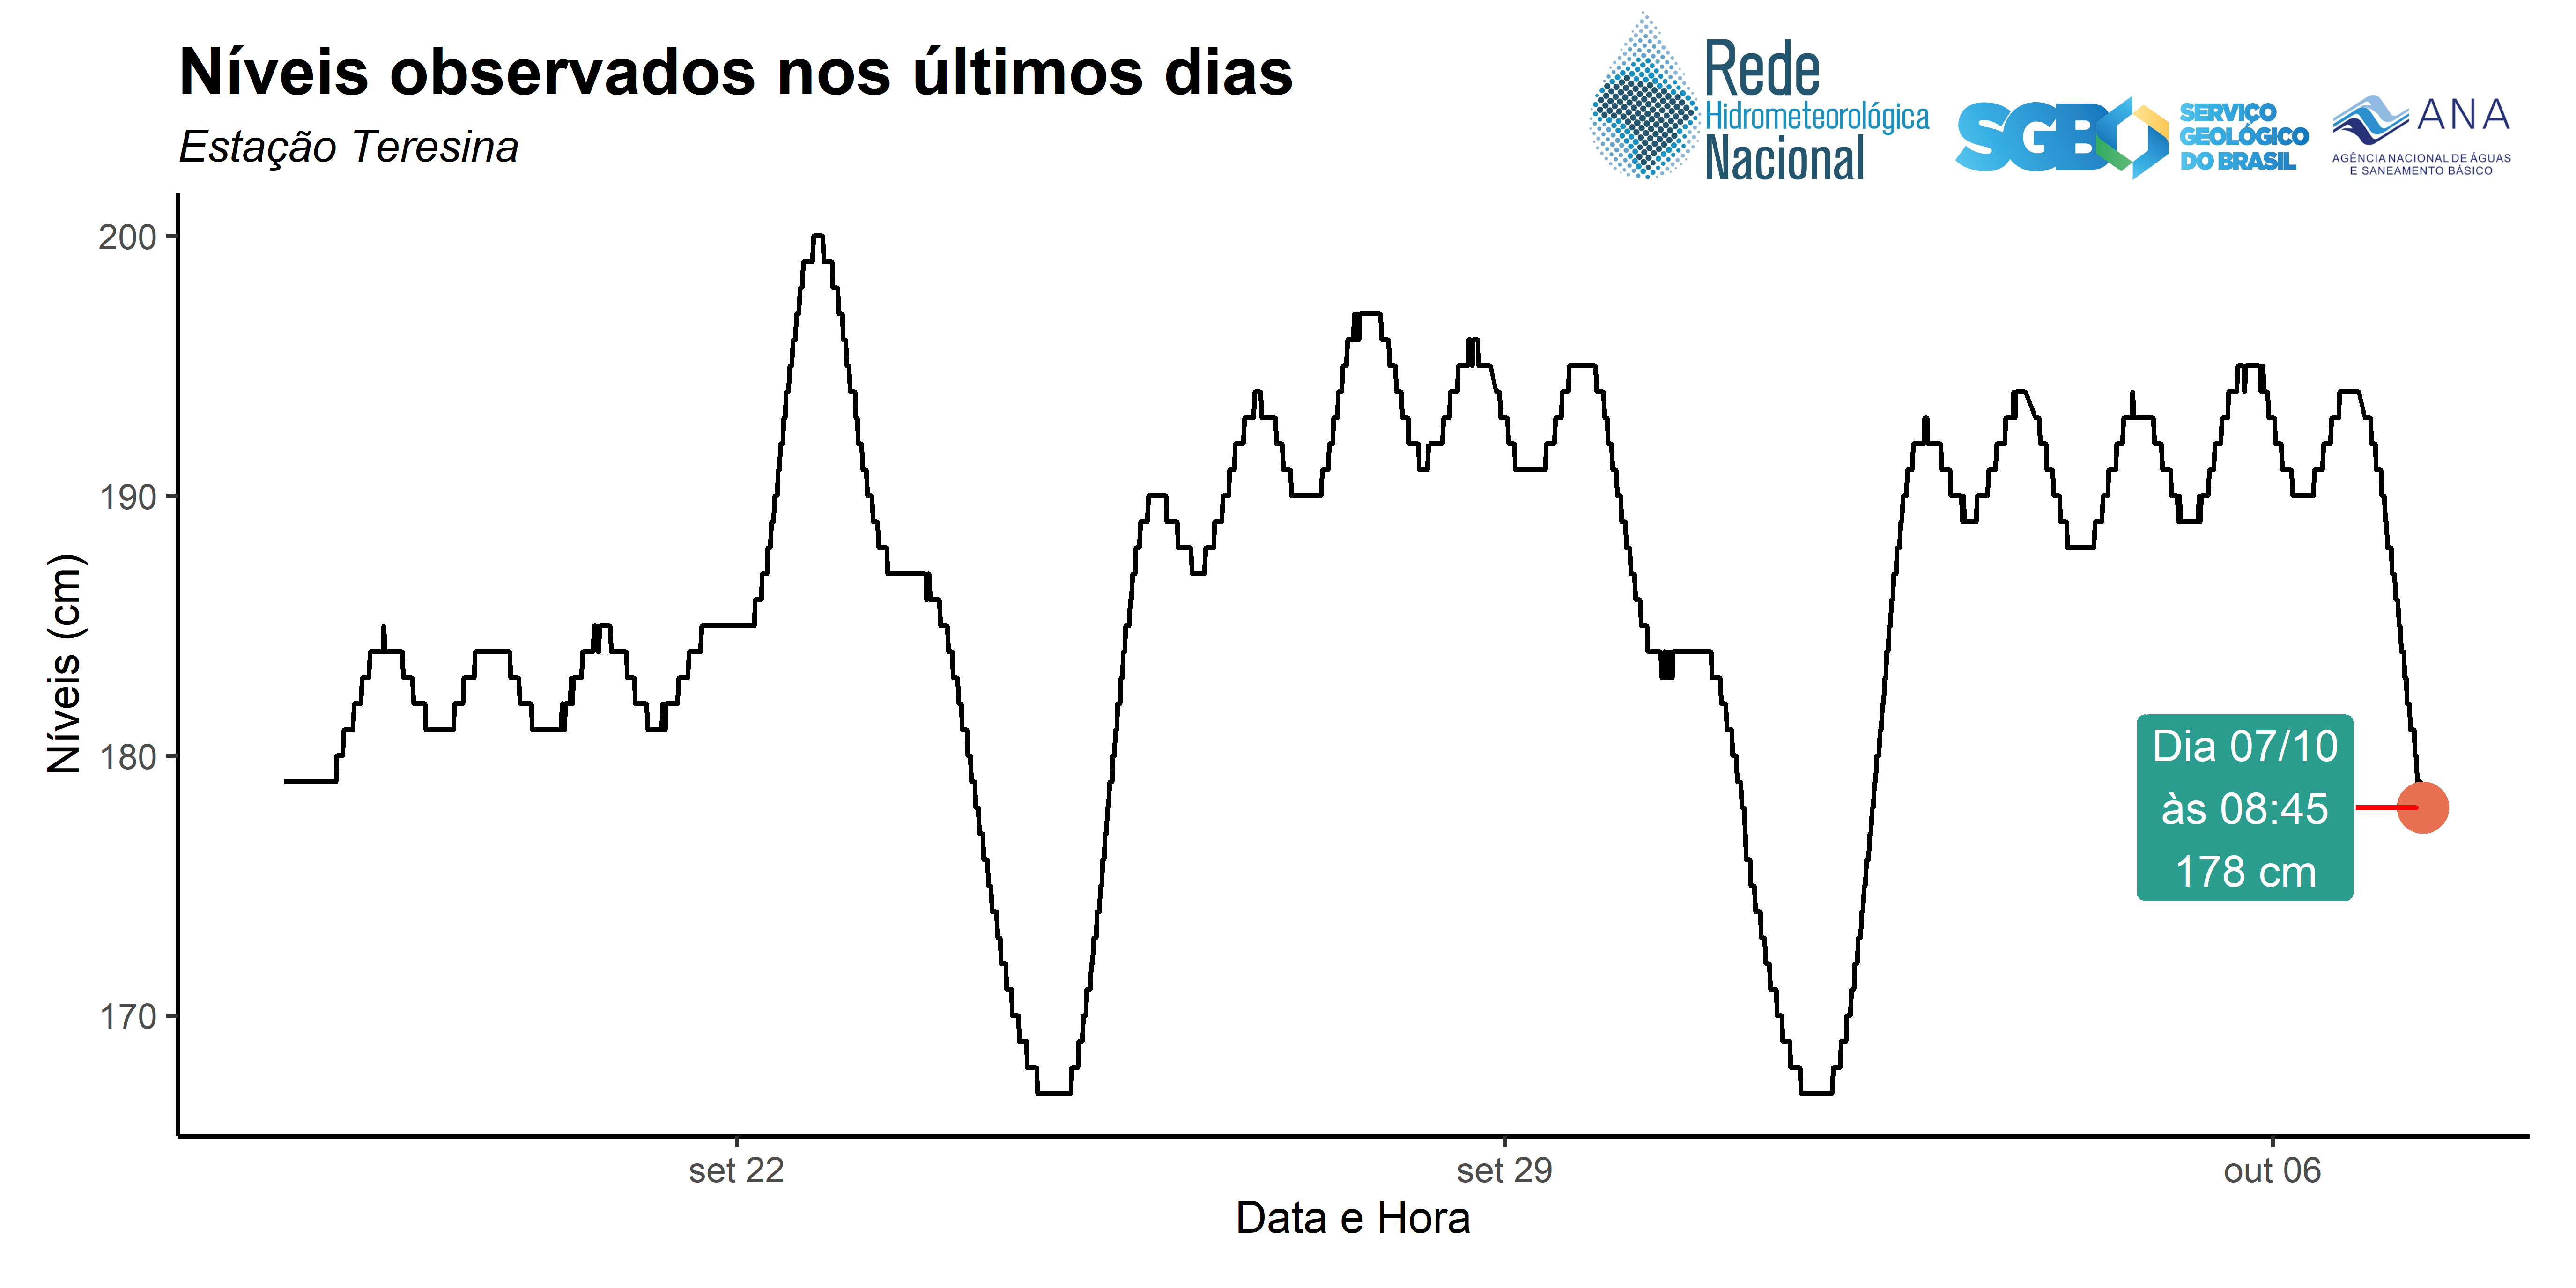 Níveis observados nos últimos dias
Estação Teresina
Rede
Hidrometeorológica
Nacional
SGB
SERVIÇO
GEOLÓGICO
DO BRASIL
ANA
AGÊNCIA NACIONAL DE ÁGUAS
E SANEAMENTO BÁSICO
Níveis (cm)
200
190
180
170
Dia 07/10
às 08:45
178 cm
set 22
set 29
out 06
Data e Hora